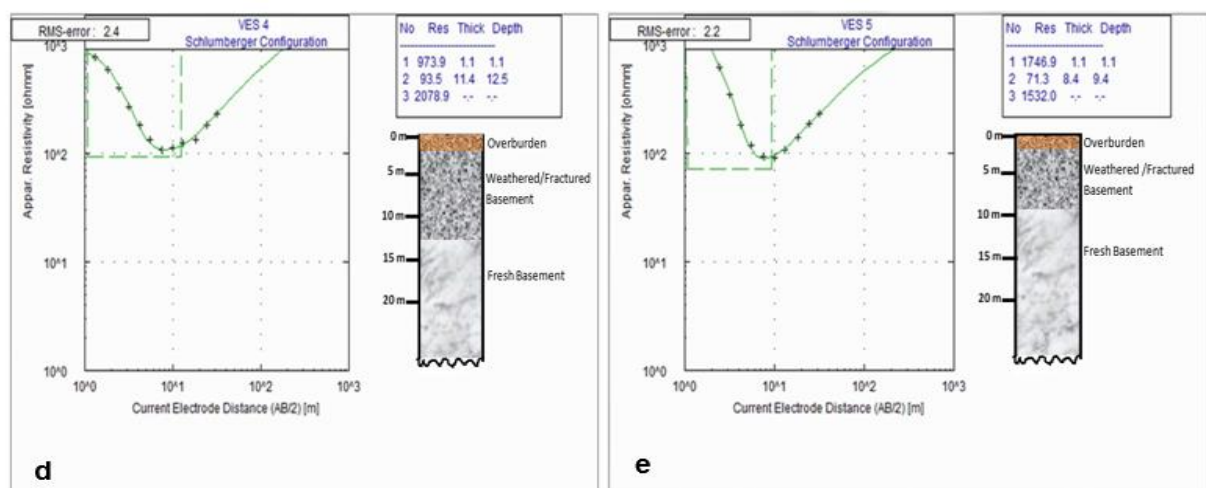 RMS-error : 2.4
VES 4
Schlumberger Configuration
No Res Thick Depth
1 973.9 1.1 1.1
2 93.5 11.4 12.5
3 2078.9 -.- -.-
Appar. Resistivity [ohmm]
10^3
10^2
10^1
10^0
10^0 10^1 10^2 10^3
Current Electrode Distance (AB/2) [m]
0 m
5 m
10 m
15 m
20 m
Overburden
Weathered/Fractured
Basement
Fresh Basement
d
RMS-error : 2.2
VES 5
Schlumberger Configuration
No Res Thick Depth
1 1746.9 1.1 1.1
2 71.3 8.4 9.4
3 1532.0 -.- -.-
Appar. Resistivity [ohmm]
10^3
10^2
10^1
10^0
10^0 10^1 10^2 10^3
Current Electrode Distance (AB/2) [m]
0 m
5 m
10 m
15 m
20 m
Overburden
Weathered /Fractured
Basement
Fresh Basement
e